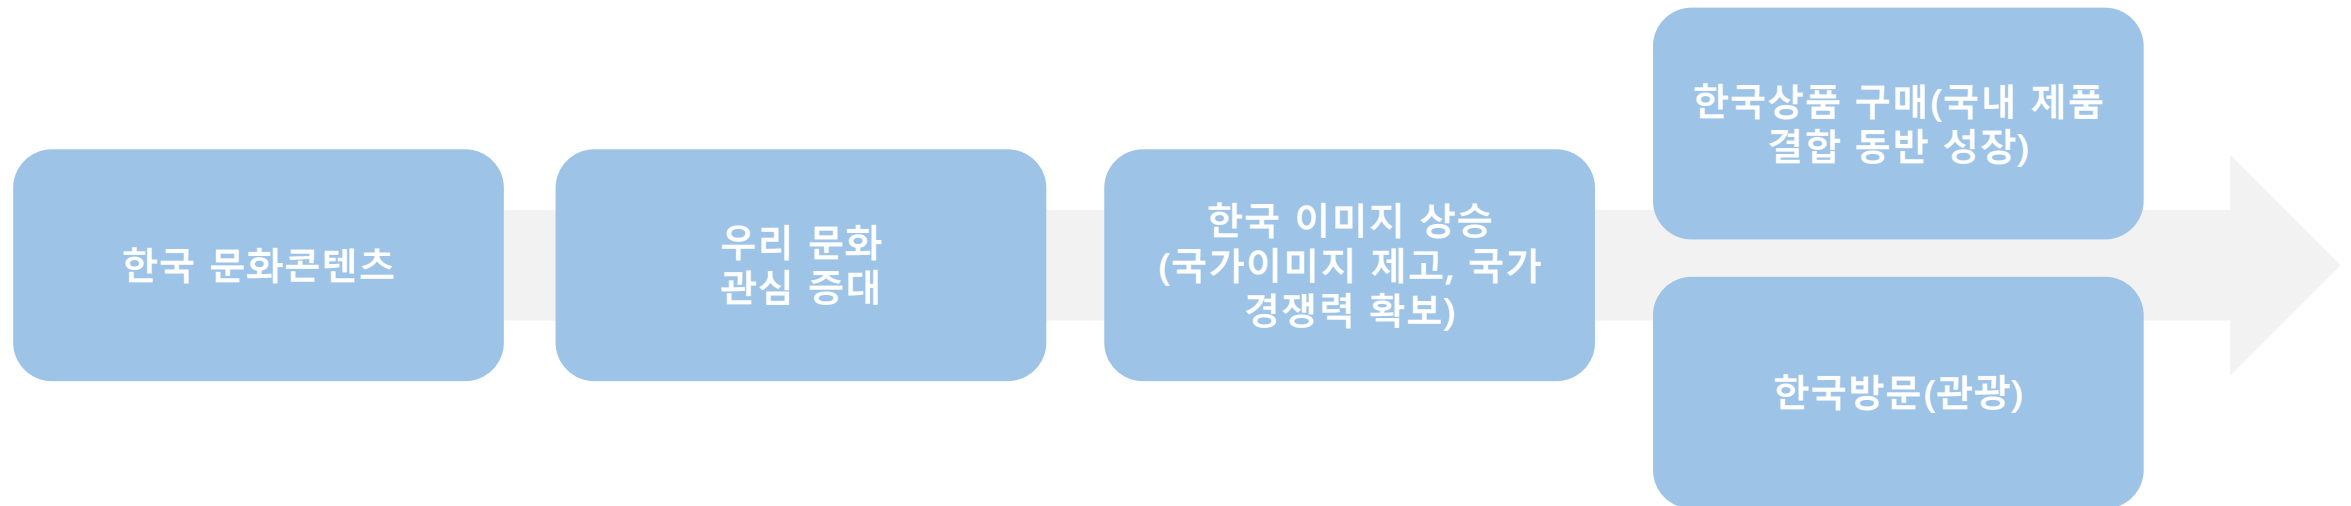 한국 문화콘텐츠
우리 문화
관심 증대
한국 이미지 상승
(국가이미지 제고, 국가
경쟁력 확보)
한국상품 구매(국내 제품
결합 동반 성장)
한국방문(관광)